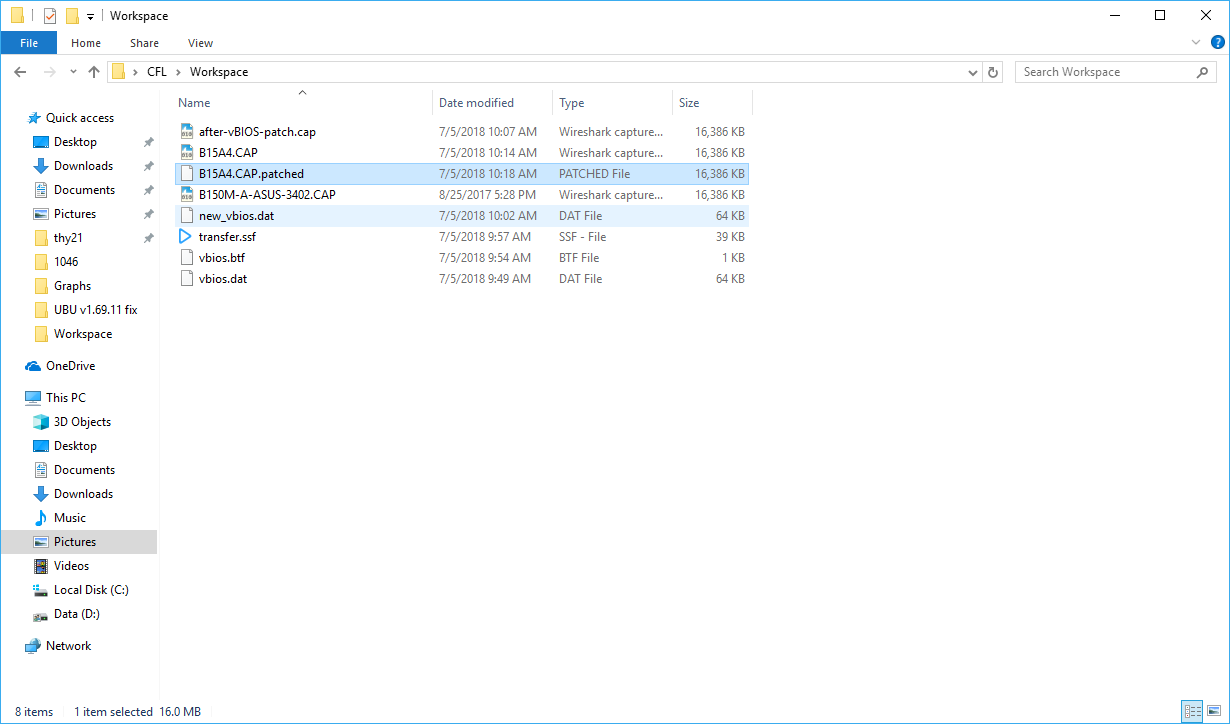 Workspace
File Home Share View
CFL Workspace Search Workspace
Quick access
Desktop
Downloads
Documents
Pictures
thy21
1046
Graphs
UBU v1.69.11 fix
Workspace
OneDrive
This PC
3D Objects
Desktop
Documents
Downloads
Music
Pictures
Videos
Local Disk (C:)
Data (D:)
Network
Name Date modified Type Size
after-vBIOS-patch.cap 7/5/2018 10:07 AM Wireshark capture... 16,386 KB
B15A4.CAP 7/5/2018 10:14 AM Wireshark capture... 16,386 KB
B15A4.CAP.patched 7/5/2018 10:18 AM PATCHED File 16,386 KB
B150M-A-ASUS-3402.CAP 8/25/2017 5:28 PM Wireshark capture... 16,386 KB
new_vbios.dat 7/5/2018 10:02 AM DAT File 64 KB
transfer.ssf 7/5/2018 9:57 AM SSF - File 39 KB
vbios.btf 7/5/2018 9:54 AM BTF File 1 KB
vbios.dat 7/5/2018 9:49 AM DAT File 64 KB
8 items 1 item selected 16.0 MB